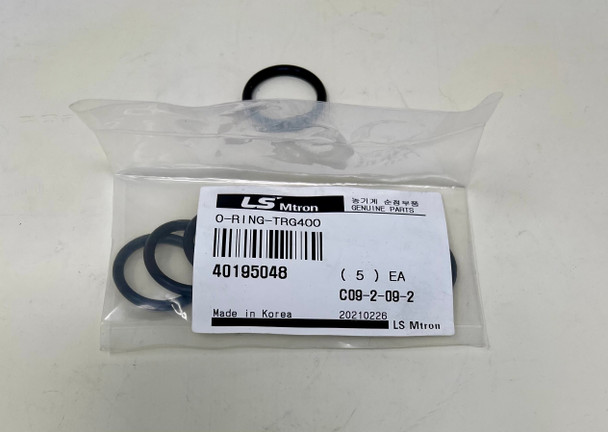 LS Mtron
농기계 순정부품
GENUINE PARTS
O-RING-TRG400
40195048
( 5 ) EA
C09-2-09-2
Made in Korea
20210226
LS Mtron